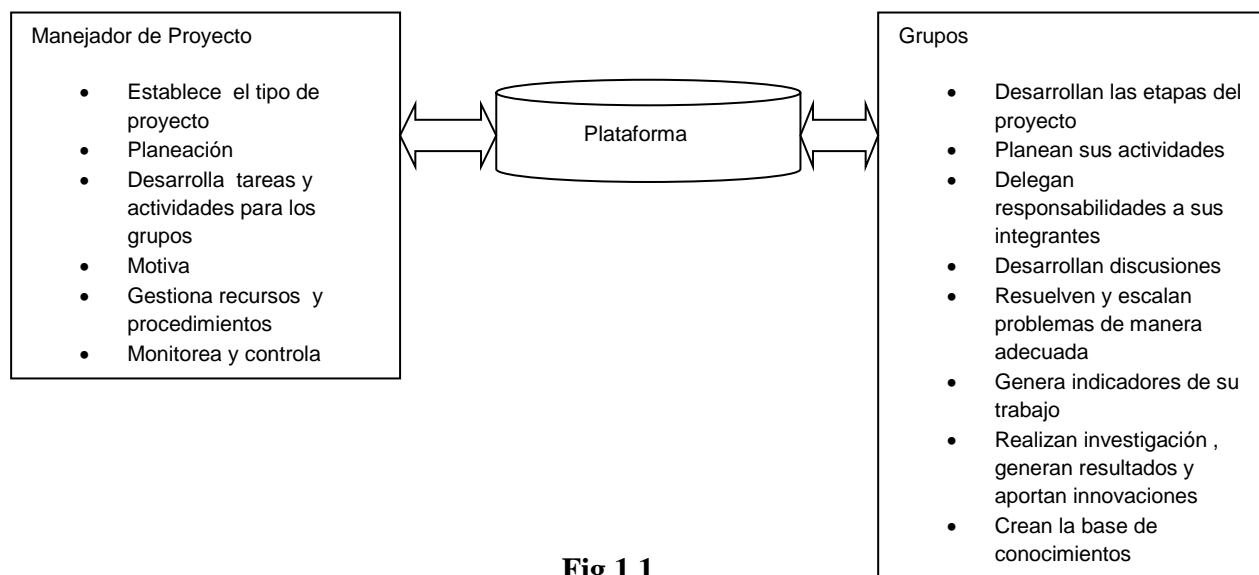 Manejador de Proyecto
• Establece el tipo de
proyecto
• Planeación
• Desarrolla tareas y
actividades para los
grupos
• Motiva
• Gestiona recursos y
procedimientos
• Monitorea y controla
Plataforma
Grupos
• Desarrollan las etapas del
proyecto
• Planean sus actividades
• Delegan
responsabilidades a sus
integrantes
• Desarrollan discusiones
• Resuelven y escalan
problemas de manera
adecuada
• Genera indicadores de su
trabajo
• Realizan investigación ,
generan resultados y
aportan innovaciones
• Crean la base de
conocimientos
Fig 1.1